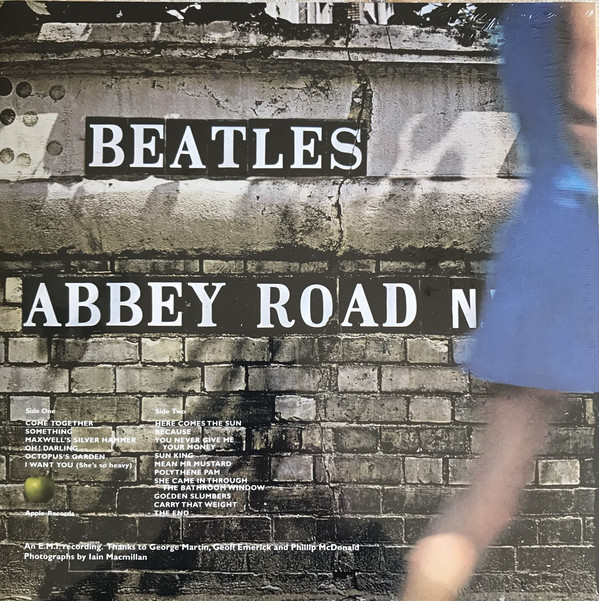 BEATLES
ABBEY ROAD N
Side One
COME TOGETHER
SOMETHING
MAXWELL'S SILVER HAMMER
OH! DARLING
OCTOPUS'S GARDEN
I WANT YOU (She's so heavy)
Side Two
HERE COMES THE SUN
BECAUSE
YOU NEVER GIVE ME
YOUR MONEY
SUN KING
MEAN MR MUSTARD
POLYTHENE PAM
SHE CAME IN THROUGH
THE BATHROOM WINDOW
GOLDEN SLUMBERS
CARRY THAT WEIGHT
THE END
Apple Records
An E.M.I. recording. Thanks to George Martin, Geoff Emerick and Phillip McDonald
Photographs by Iain Macmillan